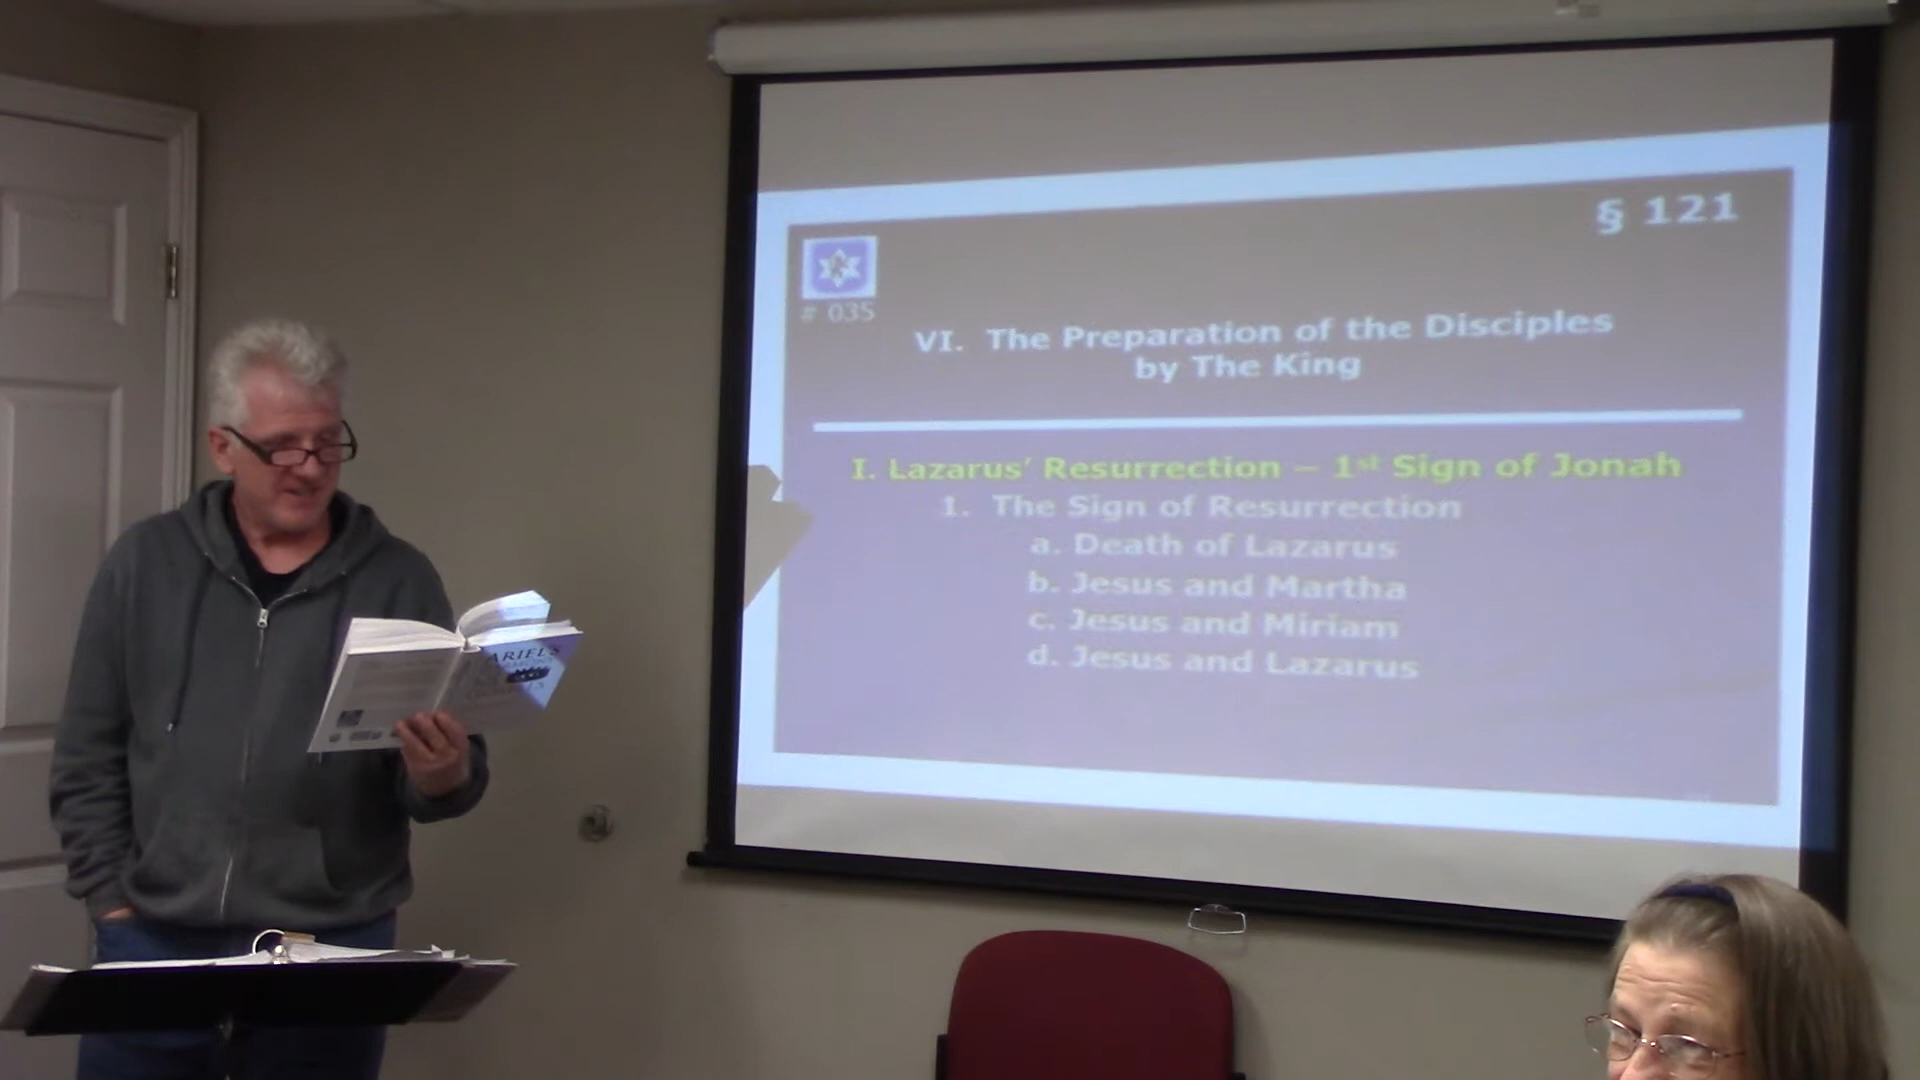 § 121
# 035
VI. The Preparation of the Disciples
by The King
I. Lazarus’ Resurrection – 1st Sign of Jonah
1. The Sign of Resurrection
a. Death of Lazarus
b. Jesus and Martha
c. Jesus and Miriam
d. Jesus and Lazarus
ARIEL'S